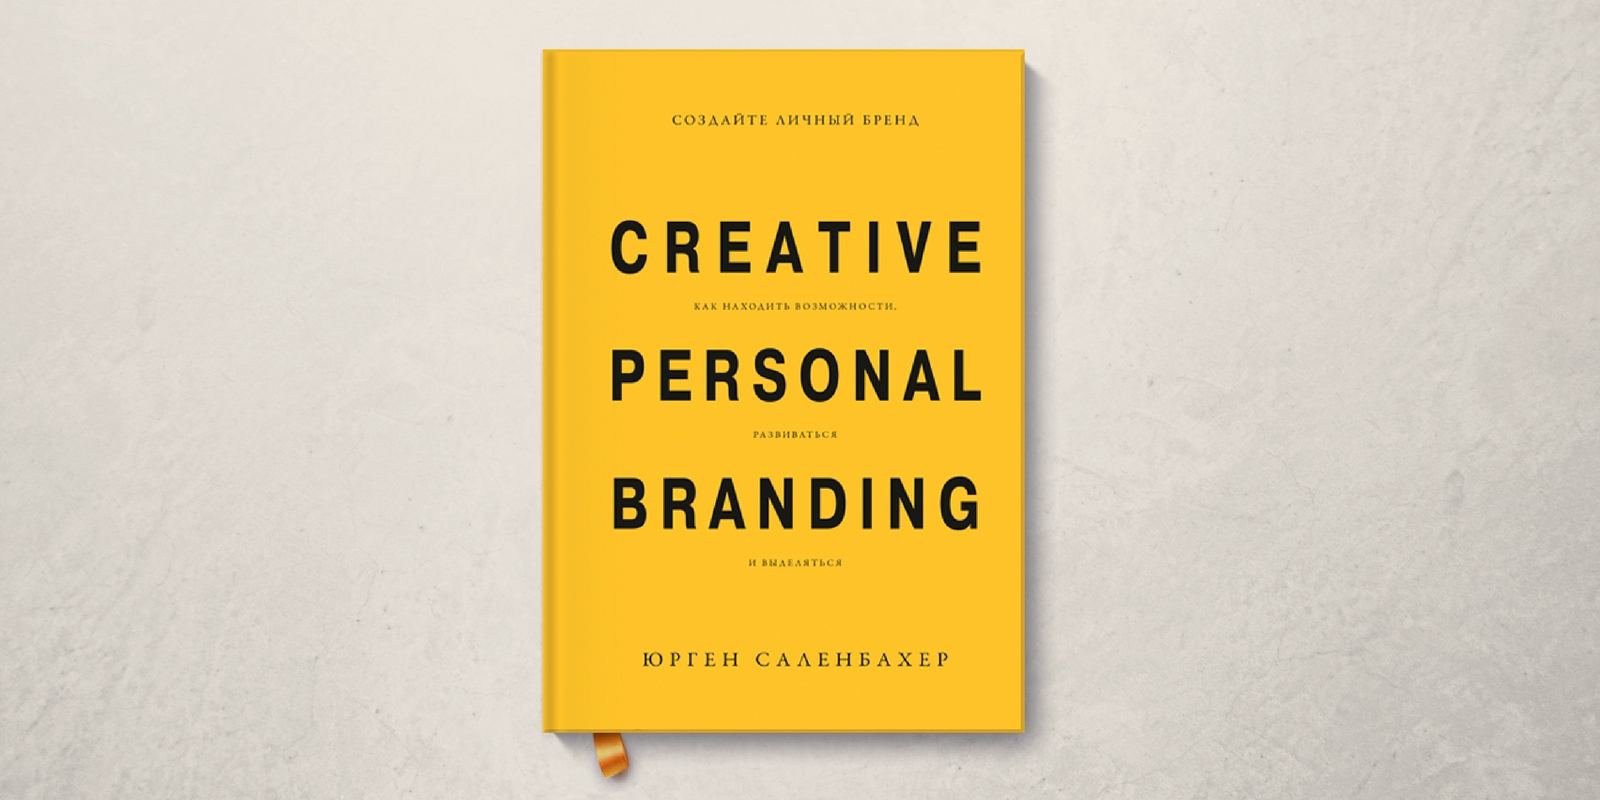 СОЗДАЙТЕ ЛИЧНЫЙ БРЕНД
CREATIVE
КАК НАХОДИТЬ ВОЗМОЖНОСТИ,
PERSONAL
РАЗВИВАТЬСЯ
BRANDING
И ВЫДЕЛЯТЬСЯ
ЮРГЕН САЛЕНБАХЕР